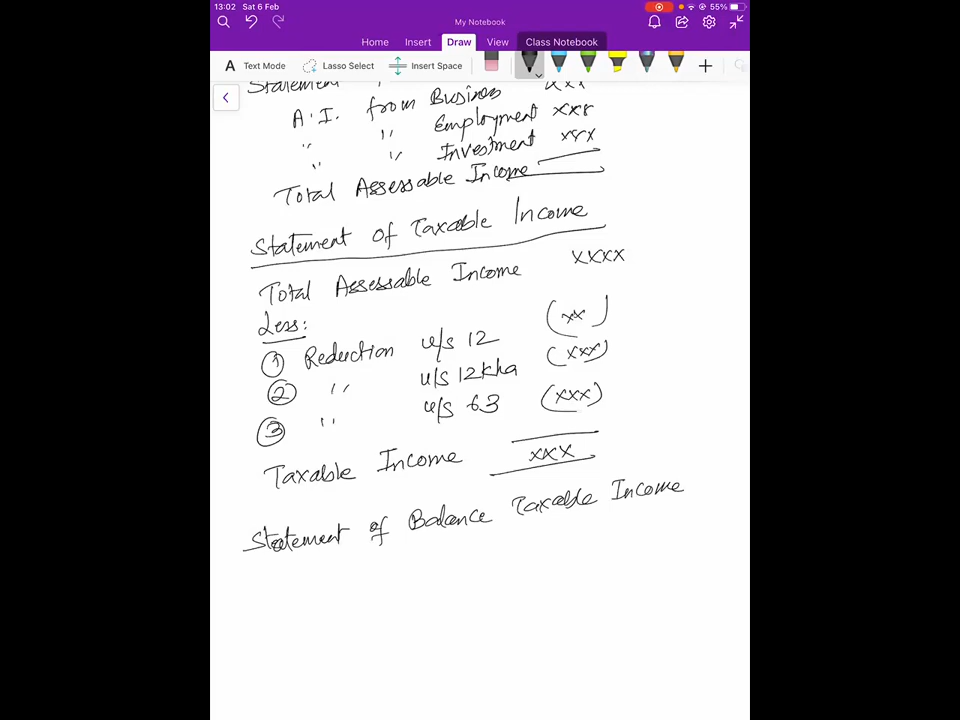 13:02 Sat 6 Feb
55%
My Notebook
Home Insert Draw View Class Notebook
A Text Mode Lasso Select Insert Space
Statement " xxx
A.I. from Business
" " Employment xxx
" " Investment xxx
Total Assessable Income
Statement of Taxable Income
Total Assessable Income xxxx
Less:
① Reduction u/s 12 (xx)
② " u/s 12kha (xxx)
③ " u/s 63 (xxx)
Taxable Income xxx
Statement of Balance Taxable Income